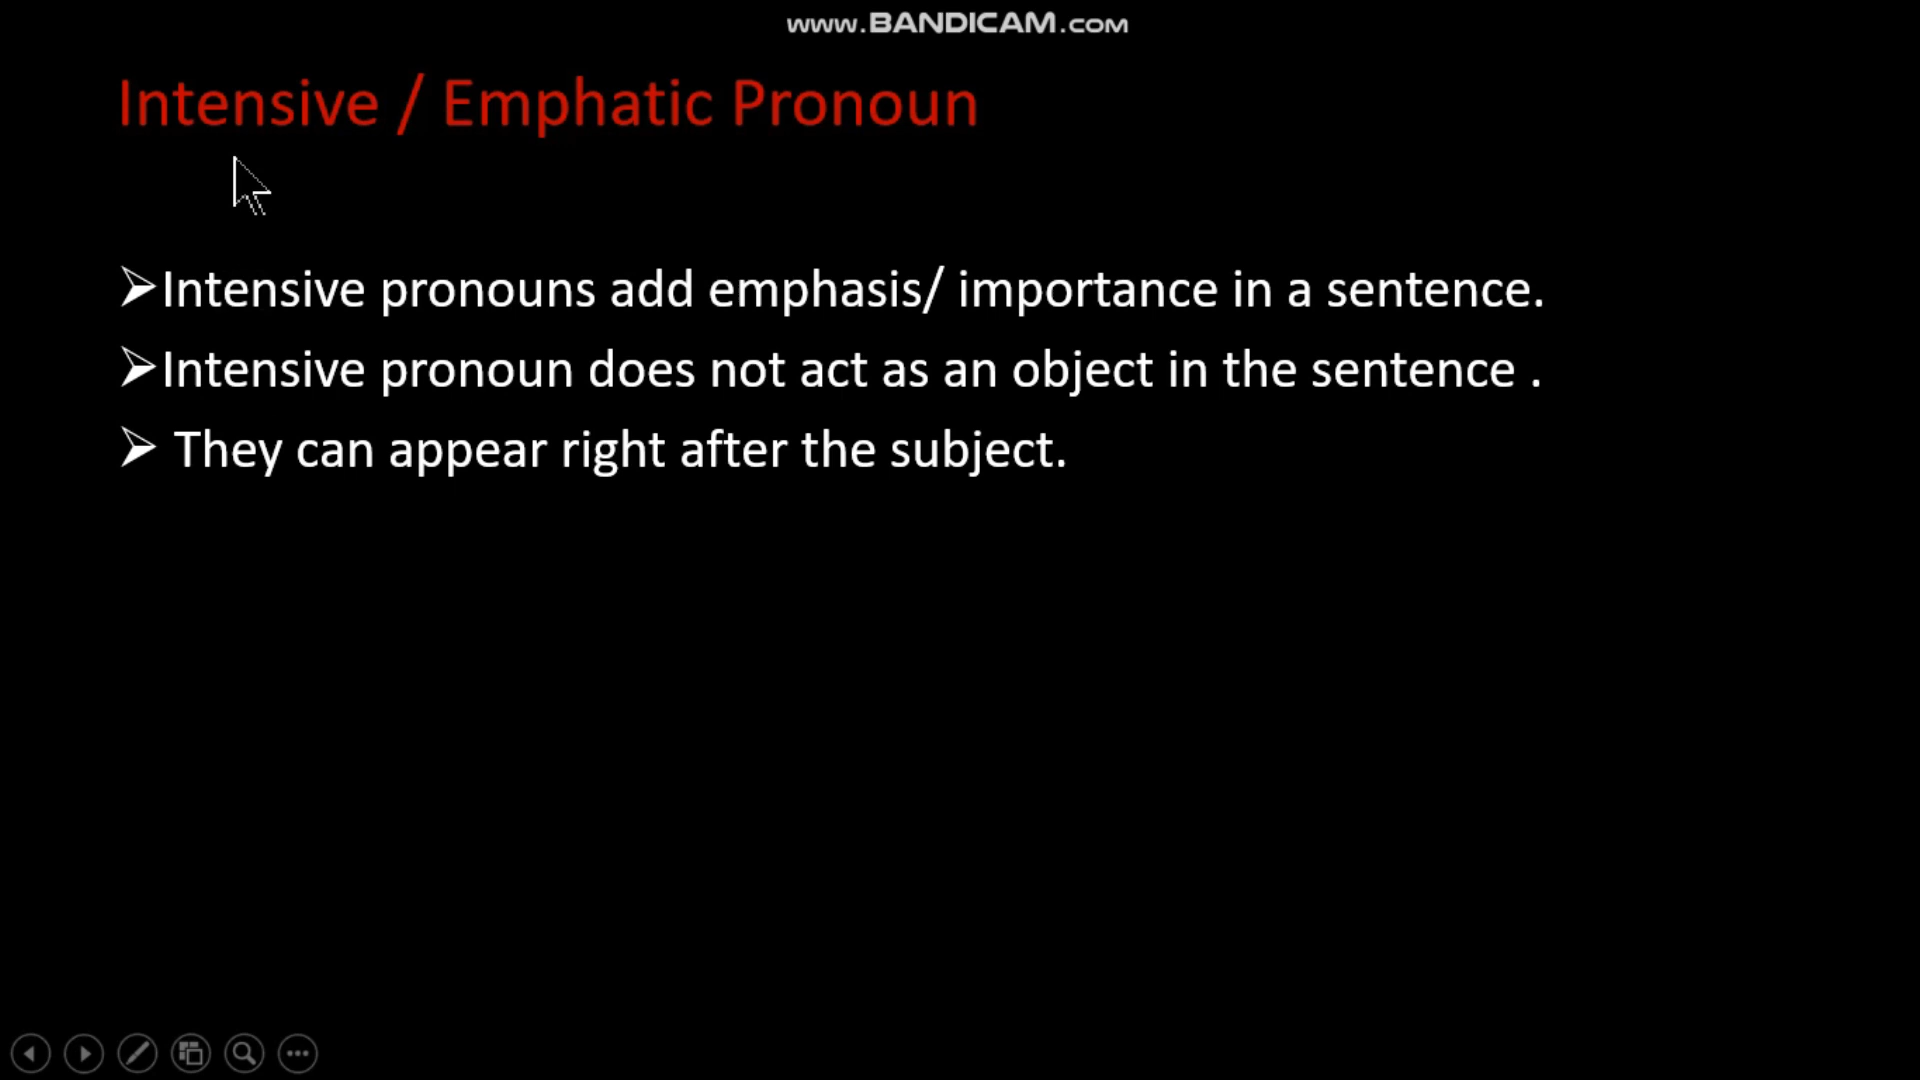 www.BANDICAM.com
Intensive / Emphatic Pronoun
➢Intensive pronouns add emphasis/ importance in a sentence.
➢Intensive pronoun does not act as an object in the sentence .
➢ They can appear right after the subject.